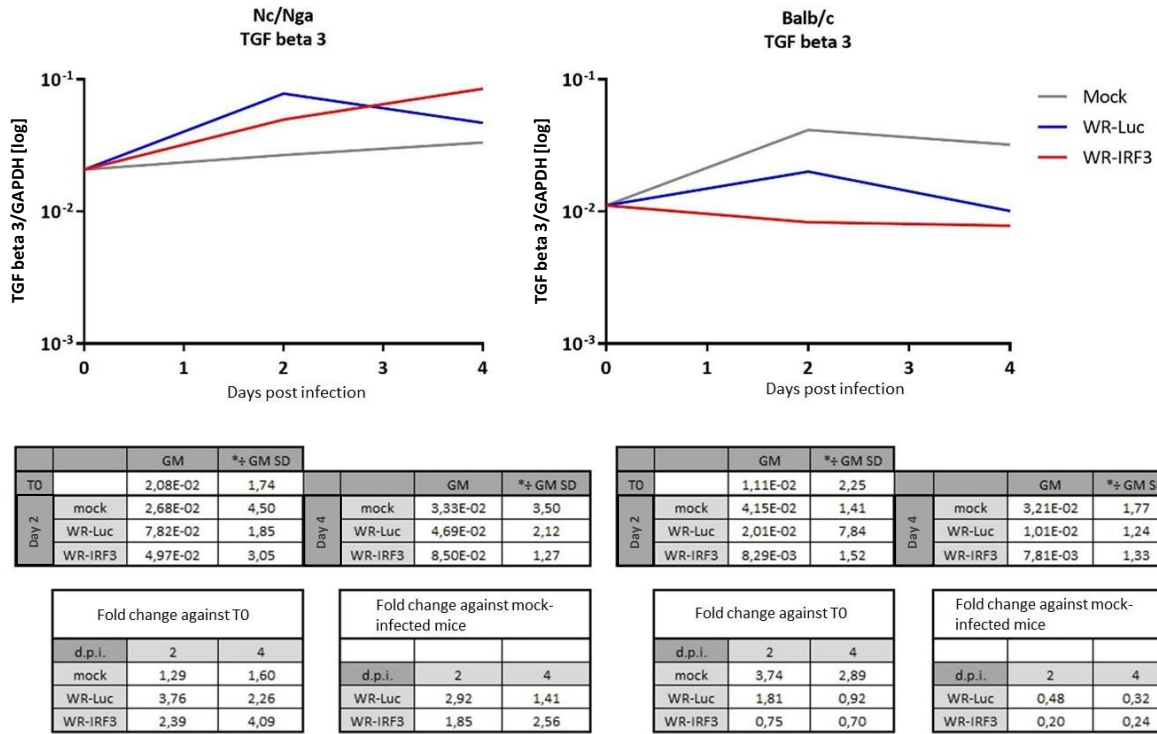 Nc/Nga
TGF beta 3
TGF beta 3/GAPDH [log]
10-1
10-2
10-3
0 1 2 3 4
Days post infection
Balb/c
TGF beta 3
TGF beta 3/GAPDH [log]
10-1
10-2
10-3
0 1 2 3 4
Days post infection
Mock
WR-Luc
WR-IRF3
GM *÷ GM SD
T0 2,08E-02 1,74
Day 2
mock 2,68E-02 4,50
WR-Luc 7,82E-02 1,85
WR-IRF3 4,97E-02 3,05
GM *÷ GM SD
Day 4
mock 3,33E-02 3,50
WR-Luc 4,69E-02 2,12
WR-IRF3 8,50E-02 1,27
GM *÷ GM SD
T0 1,11E-02 2,25
Day 2
mock 4,15E-02 1,41
WR-Luc 2,01E-02 7,84
WR-IRF3 8,29E-03 1,52
GM *÷ GM SD
Day 4
mock 3,21E-02 1,77
WR-Luc 1,01E-02 1,24
WR-IRF3 7,81E-03 1,33
Fold change against T0
d.p.i. 2 4
mock 1,29 1,60
WR-Luc 3,76 2,26
WR-IRF3 2,39 4,09
Fold change against mock-
infected mice
d.p.i. 2 4
WR-Luc 2,92 1,41
WR-IRF3 1,85 2,56
Fold change against T0
d.p.i. 2 4
mock 3,74 2,89
WR-Luc 1,81 0,92
WR-IRF3 0,75 0,70
Fold change against mock-
infected mice
d.p.i. 2 4
WR-Luc 0,48 0,32
WR-IRF3 0,20 0,24